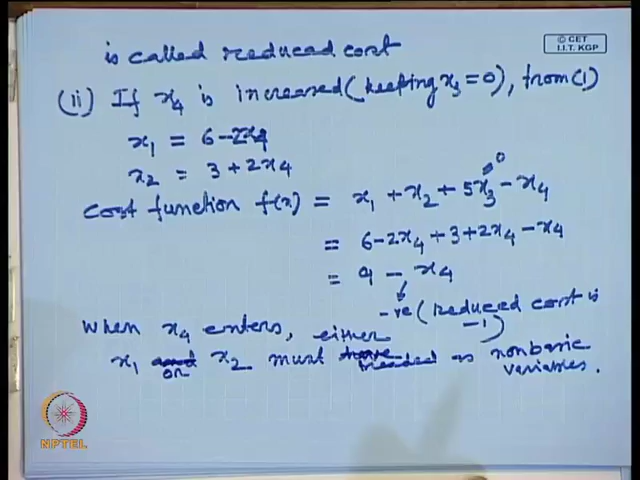 © CET
I.I.T. KGP
is called reduced cost
(ii) If x₄ is increased (keeping x₃ = 0), from (1)
x₁ = 6 - 2x₄
x₂ = 3 + 2x₄
cost function f(x) = x₁ + x₂ + 5x₃ - x₄
0
= 6 - 2x₄ + 3 + 2x₄ - x₄
= 9 - x₄
-ve (reduced cost is
-1)
When x₄ enters, either
x₁ or x₂ must treated as nonbasic
variables.
NPTEL